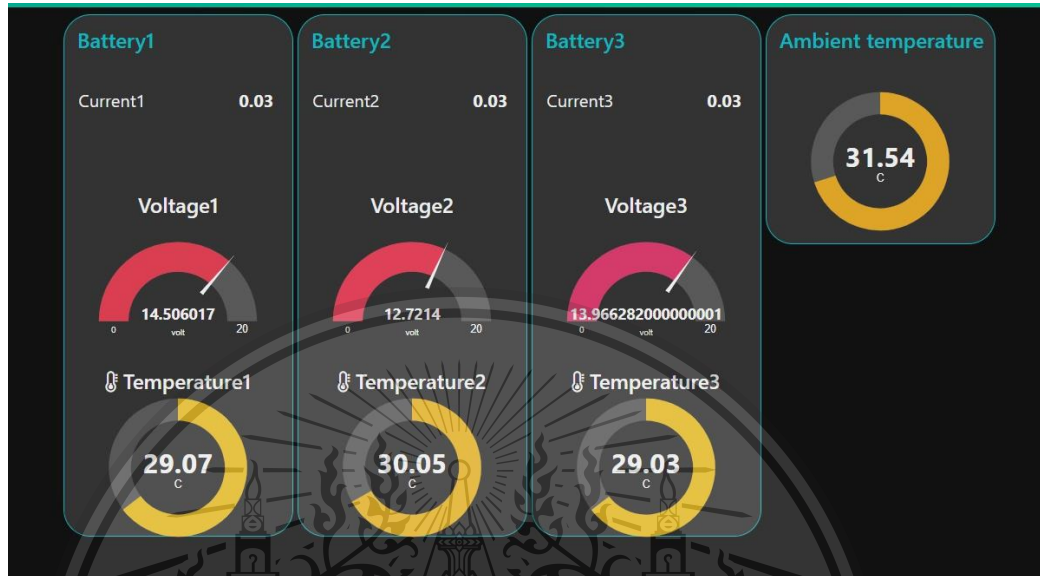 Battery1
Current1 0.03
Voltage1
14.506017
0 volt 20
Temperature1
29.07
C
Battery2
Current2 0.03
Voltage2
12.7214
0 volt 20
Temperature2
30.05
C
Battery3
Current3 0.03
Voltage3
13.966282000000001
0 volt 20
Temperature3
29.03
C
Ambient temperature
31.54
C